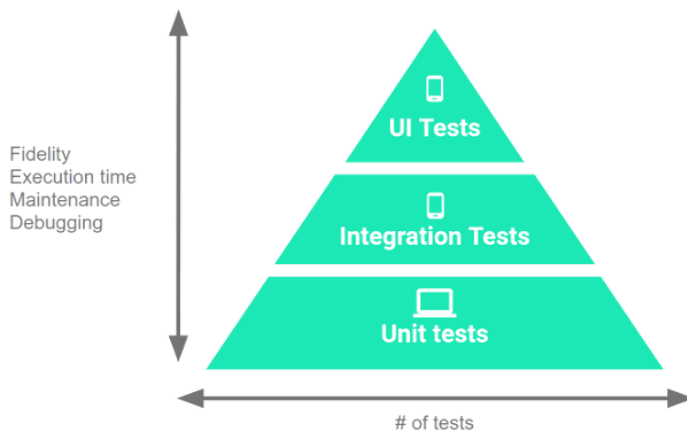 UI Tests
Fidelity
Execution time
Maintenance
Debugging
Integration Tests
Unit tests
# of tests